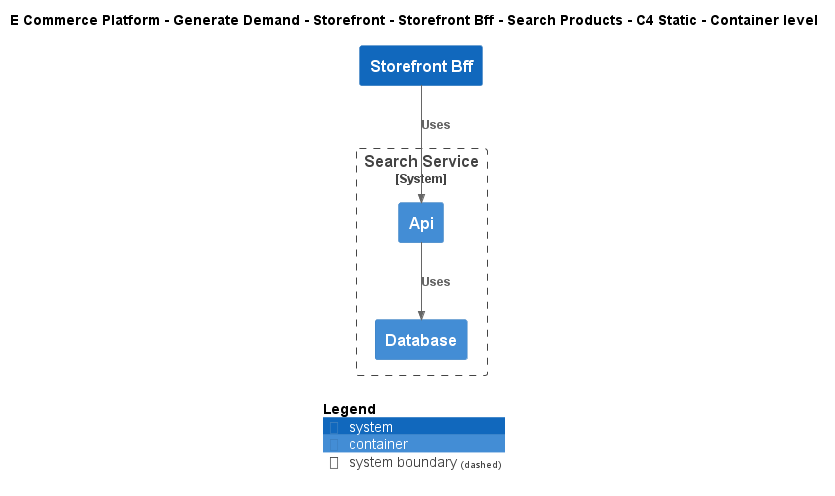 E Commerce Platform - Generate Demand - Storefront - Storefront Bff - Search Products - C4 Static - Container level
Storefront Bff
Uses
Search Service
[System]
Api
Uses
Database
Legend
system
container
system boundary (dashed)